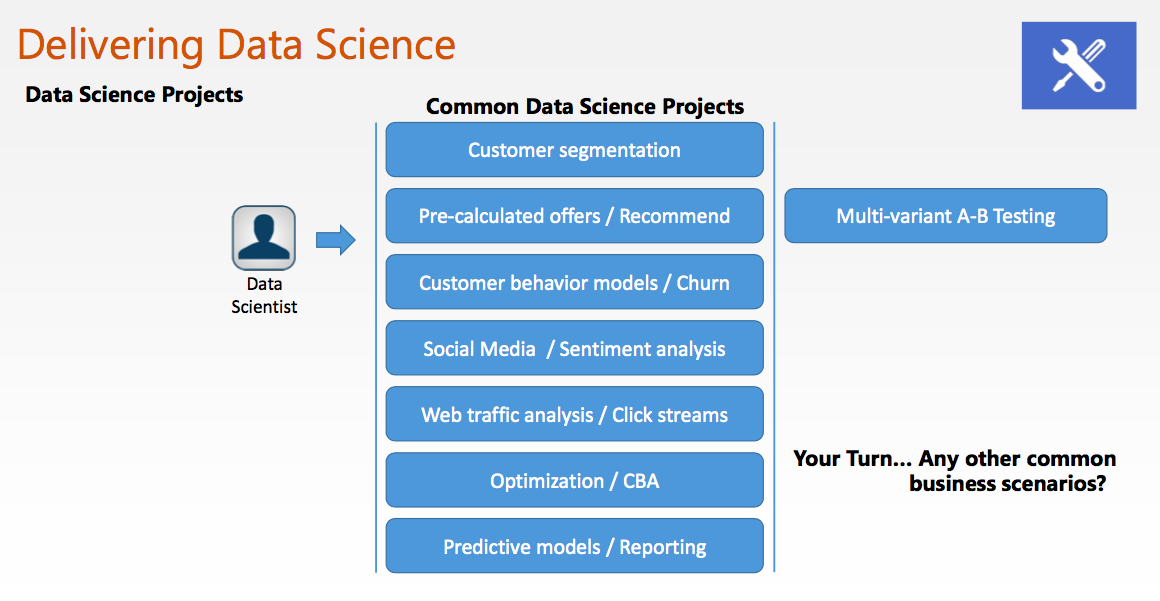 Delivering Data Science
Data Science Projects
Common Data Science Projects
Customer segmentation
Pre-calculated offers / Recommend
Multi-variant A-B Testing
Customer behavior models / Churn
Data
Scientist
Social Media  / Sentiment analysis
Web traffic analysis / Click streams
Your Turn... Any other common
business scenarios?
Optimization / CBA
Predictive models / Reporting